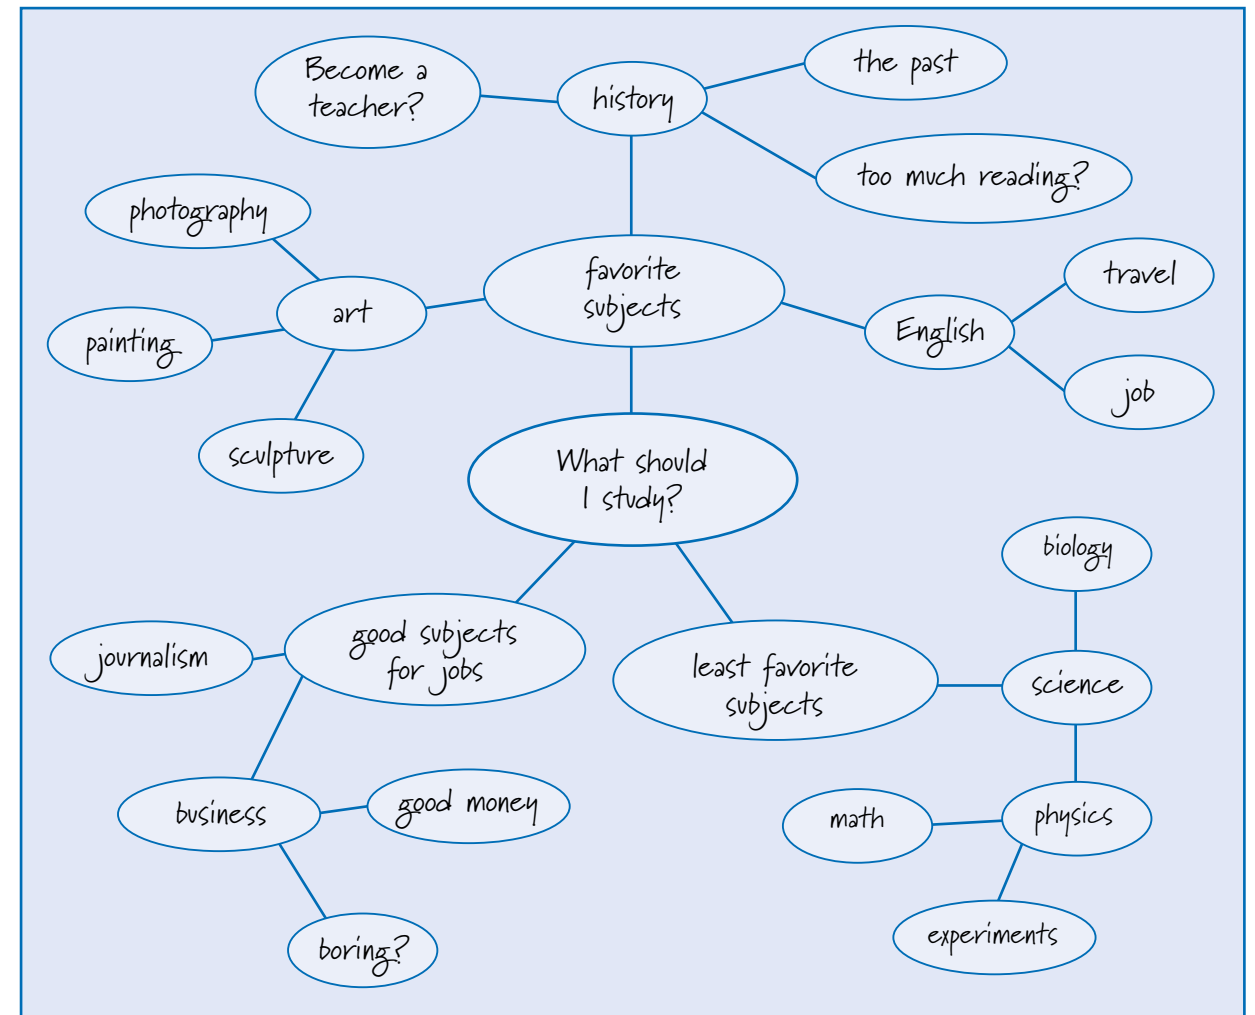 Become a
teacher?
history
the past
too much reading?
photography
favorite
subjects
travel
art
English
painting
job
sculpture
What should
I study?
biology
good subjects
for jobs
journalism
least favorite
subjects
science
business
good money
math
physics
boring?
experiments